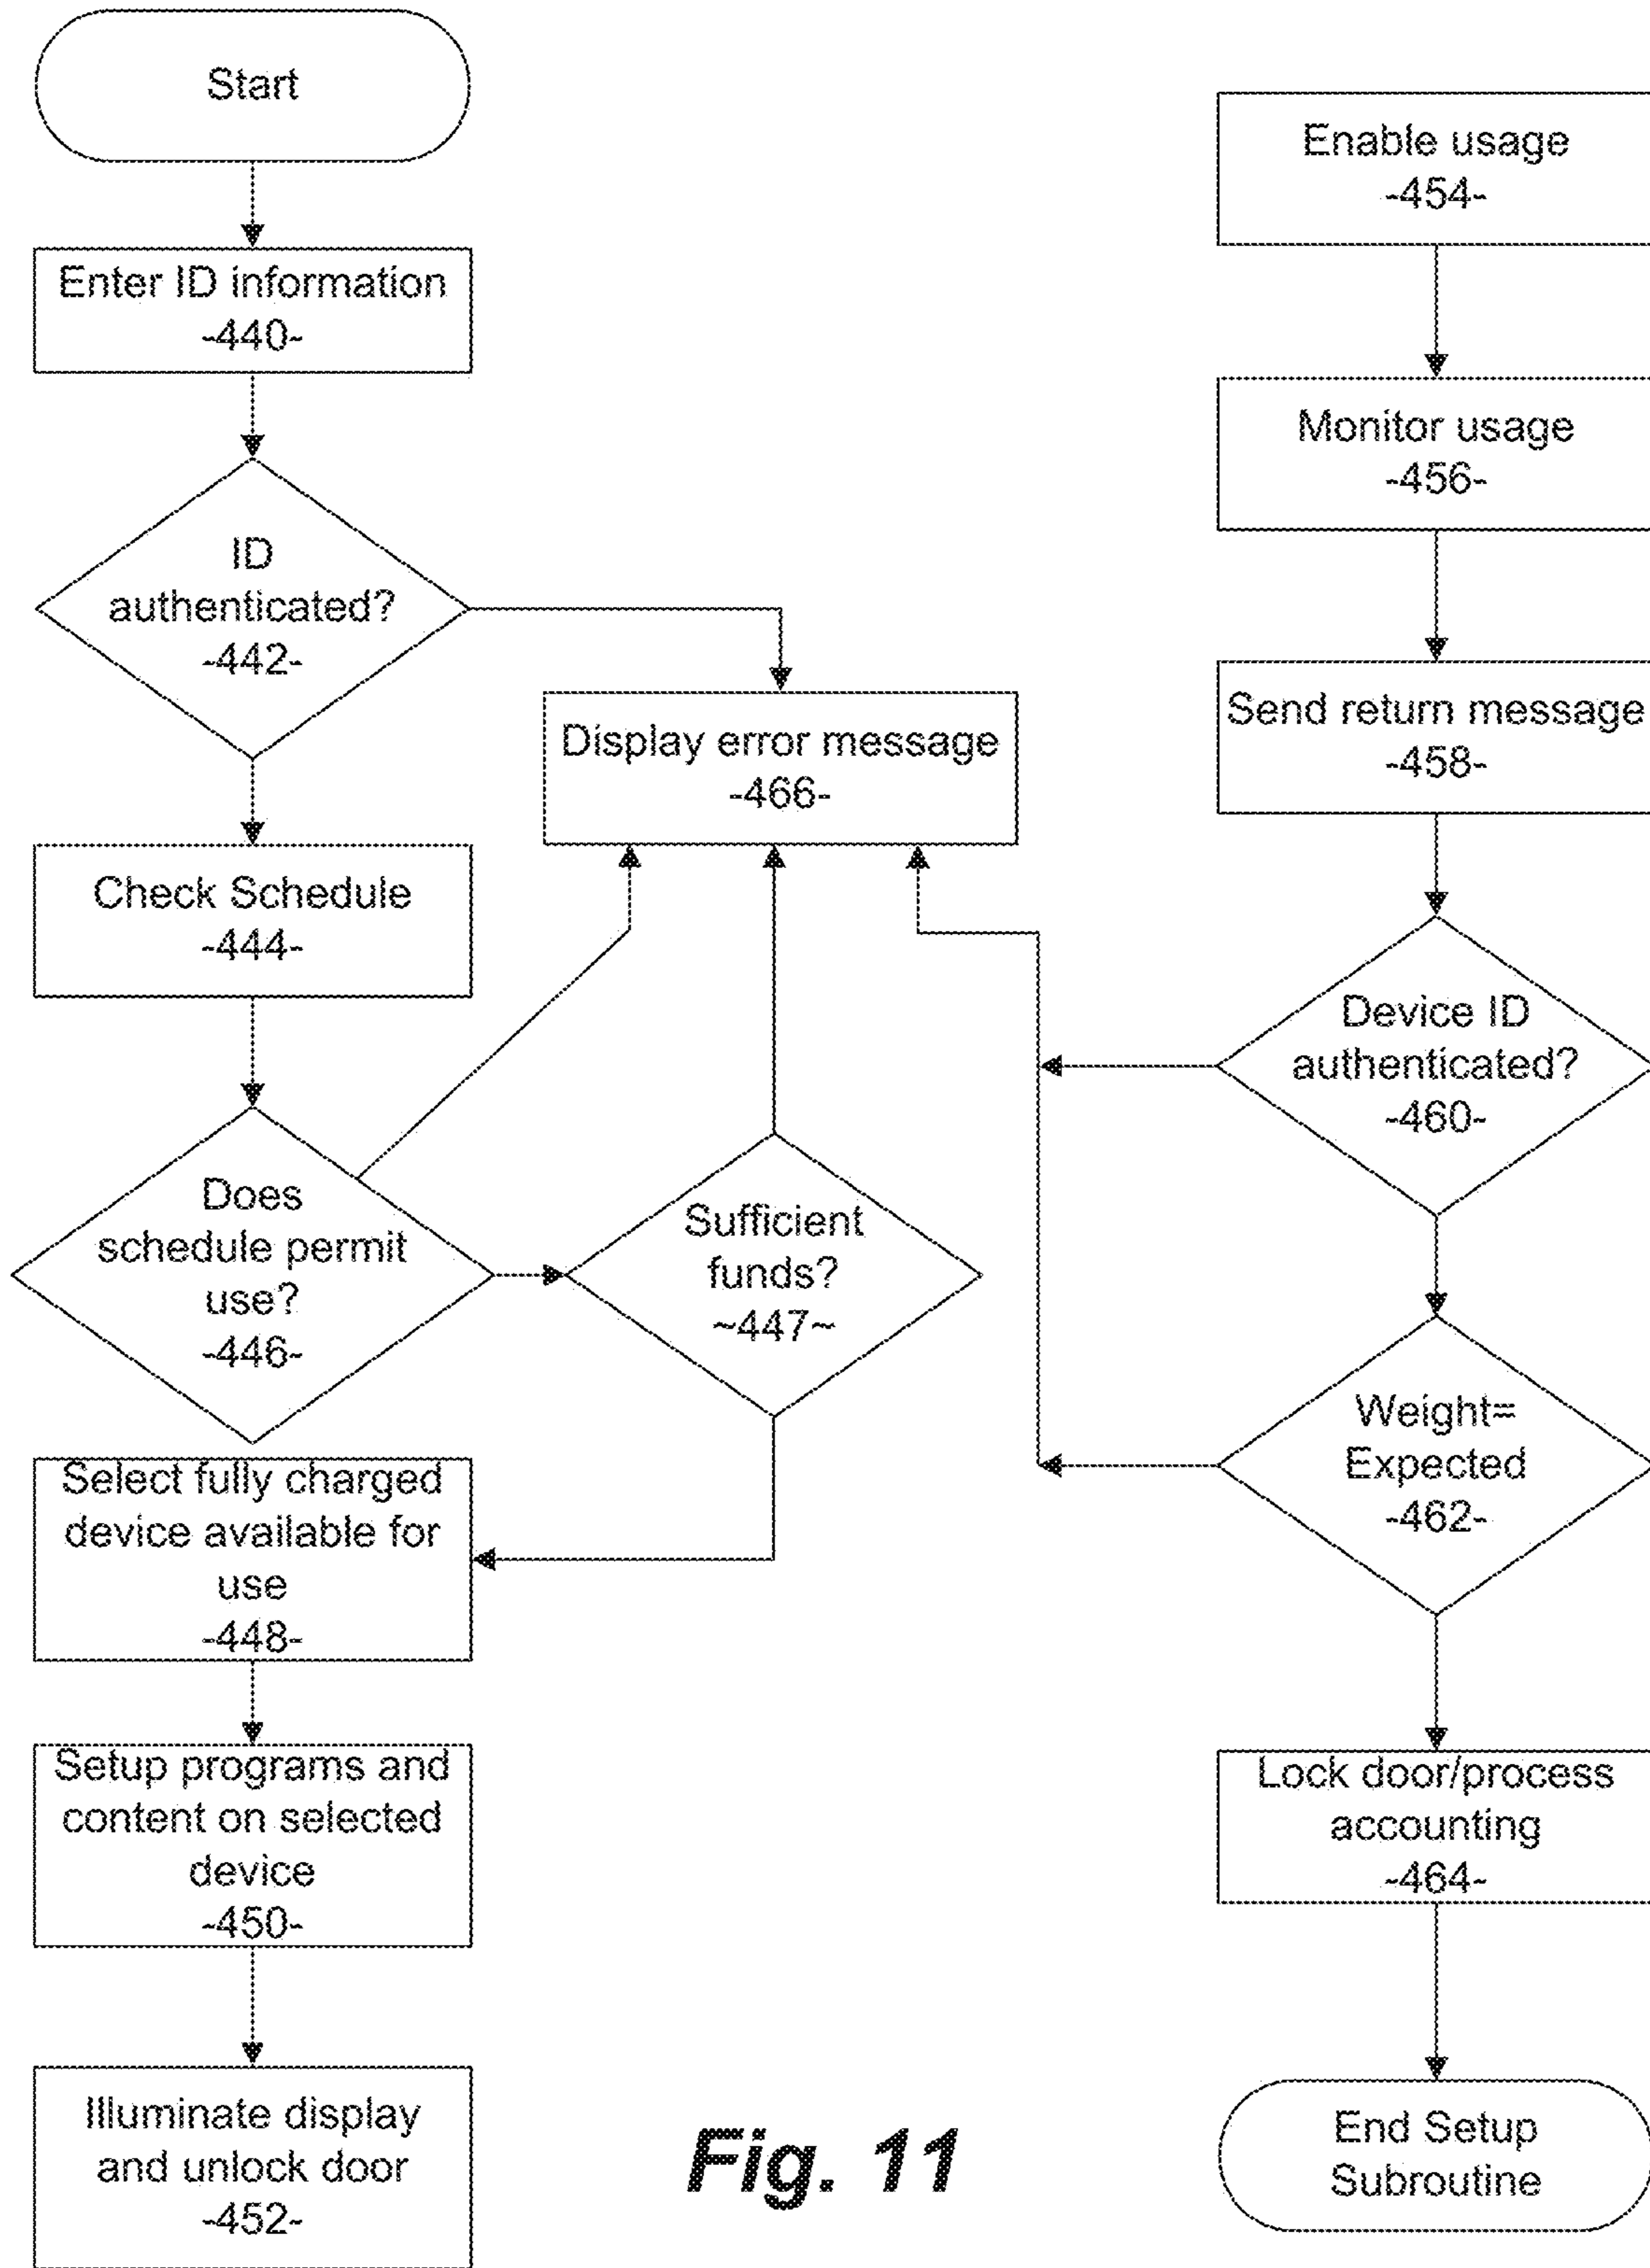 Start
Enter ID information
-440-
ID
authenticated?
-442-
Check Schedule
-444-
Does
schedule permit
use?
-446-
Sufficient
funds?
~447~
Select fully charged
device available for
use
-448-
Setup programs and
content on selected
device
-450-
Illuminate display
and unlock door
-452-
Display error message
-466-
Enable usage
-454-
Monitor usage
-456-
Send return message
-458-
Device ID
authenticated?
-460-
Weight=
Expected
-462-
Lock door/process
accounting
-464-
End Setup
Subroutine
Fig. 11